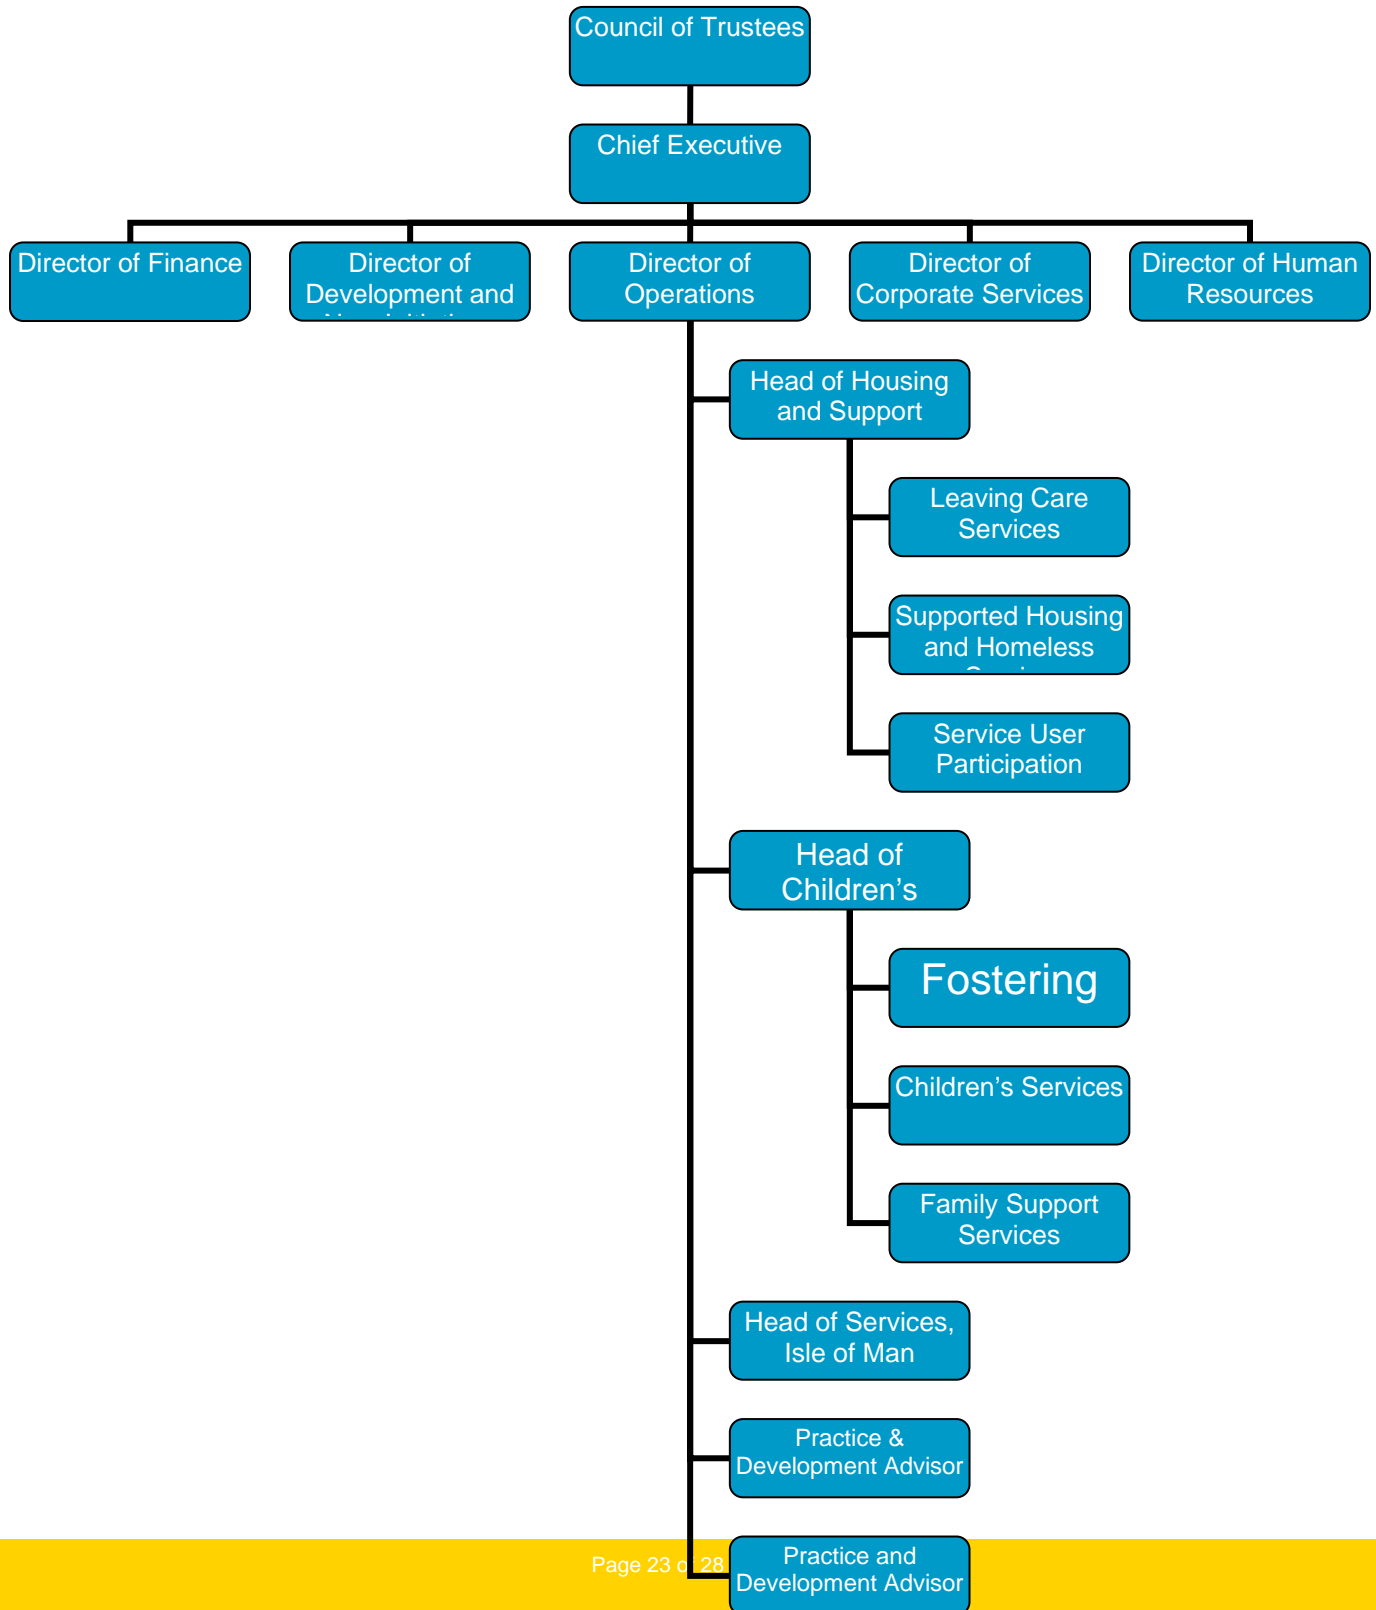 Council of Trustees
Chief Executive
Director of Finance
Director of
Development and
Director of
Operations
Director of
Corporate Services
Director of Human
Resources
Head of Housing
and Support
Leaving Care
Services
Supported Housing
and Homeless
Service User
Participation
Head of
Children’s
Fostering
Children’s Services
Family Support
Services
Head of Services,
Isle of Man
Practice &
Development Advisor
Practice and
Development Advisor
Page 23 of 28